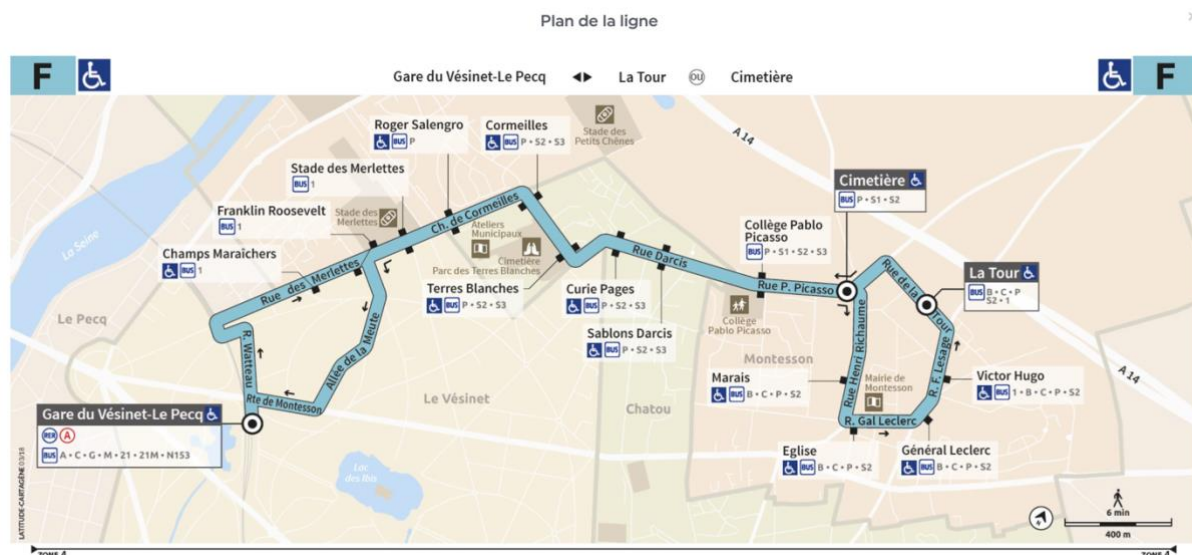 Plan de la ligne
F
Gare du Vésinet-Le Pecq
La Tour
OU
Cimetière
F
A 14
Stade des
Petits Chênes
Roger Salengro
BUS P
Cormeilles
BUS P • S2 • S3
Stade des Merlettes
BUS 1
Franklin Roosevelt
BUS 1
Stade des
Merlettes
Champs Maraîchers
BUS 1
La Seine
Le Pecq
Rue des Merlettes
Ch. de Cormeilles
Ateliers
Municipaux
Cimetière
Parc des Terres Blanches
Terres Blanches
BUS P • S2 • S3
Curie Pages
BUS P • S2 • S3
Sablons Darcis
BUS P • S2 • S3
Rue Darcis
Collège Pablo
Picasso
BUS P • S1 • S2 • S3
Rue P. Picasso
Collège
Pablo Picasso
Cimetière
BUS P • S1 • S2
La Tour
BUS B • C • P
S2 • 1
Rue de la Tour
R. F. Lesage
Rue Henri Richaume
R. Gal Leclerc
Montesson
Mairie de
Montesson
Marais
BUS B • C • P • S2
Victor Hugo
BUS 1 • B • C • P • S2
Eglise
BUS B • C • P • S2
Général Leclerc
BUS B • C • P • S2
A 14
R. Watteau
Rte de Montesson
Allée de la Meute
Le Vésinet
Chatou
Lac
des Ibis
Gare du Vésinet-Le Pecq
RER A
BUS A • C • G • M • 21 • 21M • N153
LATITUDE-CARTAGÈNE
6 min
400 m
ZONE 4
ZONE 4